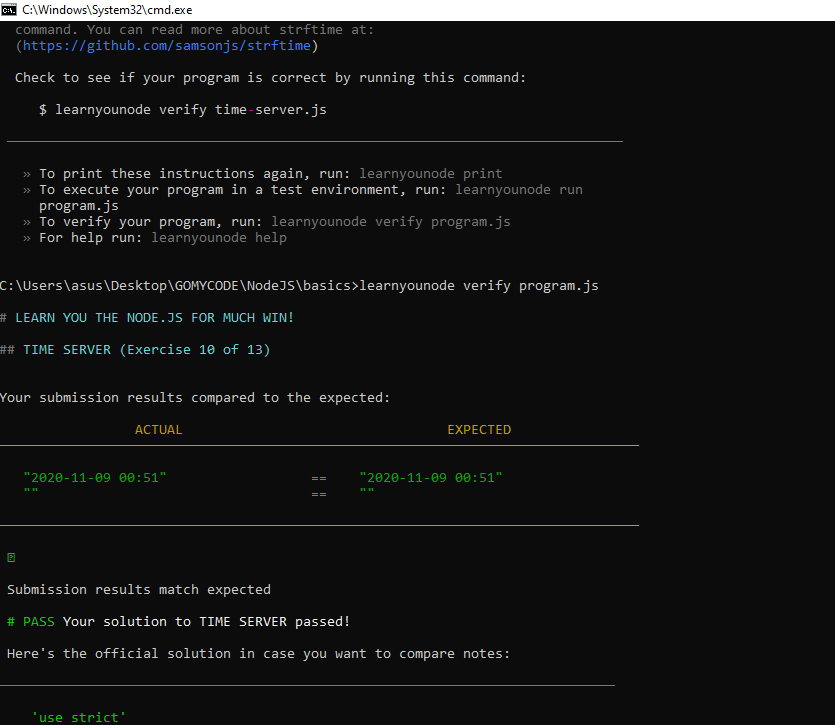 C:\Windows\System32\cmd.exe
command. You can read more about strftime at:
(https://github.com/samsonjs/strftime)
Check to see if your program is correct by running this command:
$ learnyounode verify time-server.js
» To print these instructions again, run: learnyounode print
» To execute your program in a test environment, run: learnyounode run
program.js
» To verify your program, run: learnyounode verify program.js
» For help run: learnyounode help
C:\Users\asus\Desktop\GOMYCODE\NodeJS\basics>learnyounode verify program.js
# LEARN YOU THE NODE.JS FOR MUCH WIN!
## TIME SERVER (Exercise 10 of 13)
Your submission results compared to the expected:
ACTUAL EXPECTED
"2020-11-09 00:51" == "2020-11-09 00:51"
"" == ""
Submission results match expected
# PASS Your solution to TIME SERVER passed!
Here's the official solution in case you want to compare notes:
'use strict'